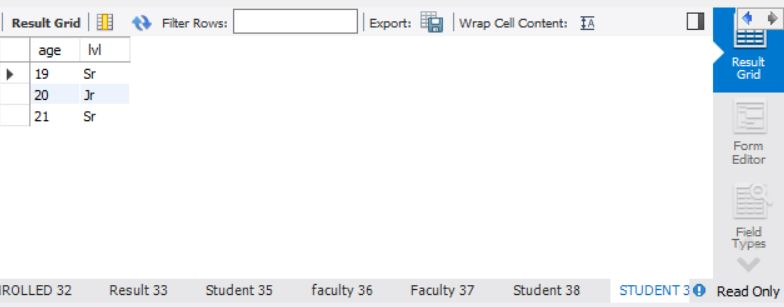 Result Grid Filter Rows: Export: Wrap Cell Content: IA
age lvl
19 Sr
20 Jr
21 Sr
Result
Grid
Form
Editor
Field
Types
ROLLED 32 Result 33 Student 35 faculty 36 Faculty 37 Student 38 STUDENT 3 Read Only